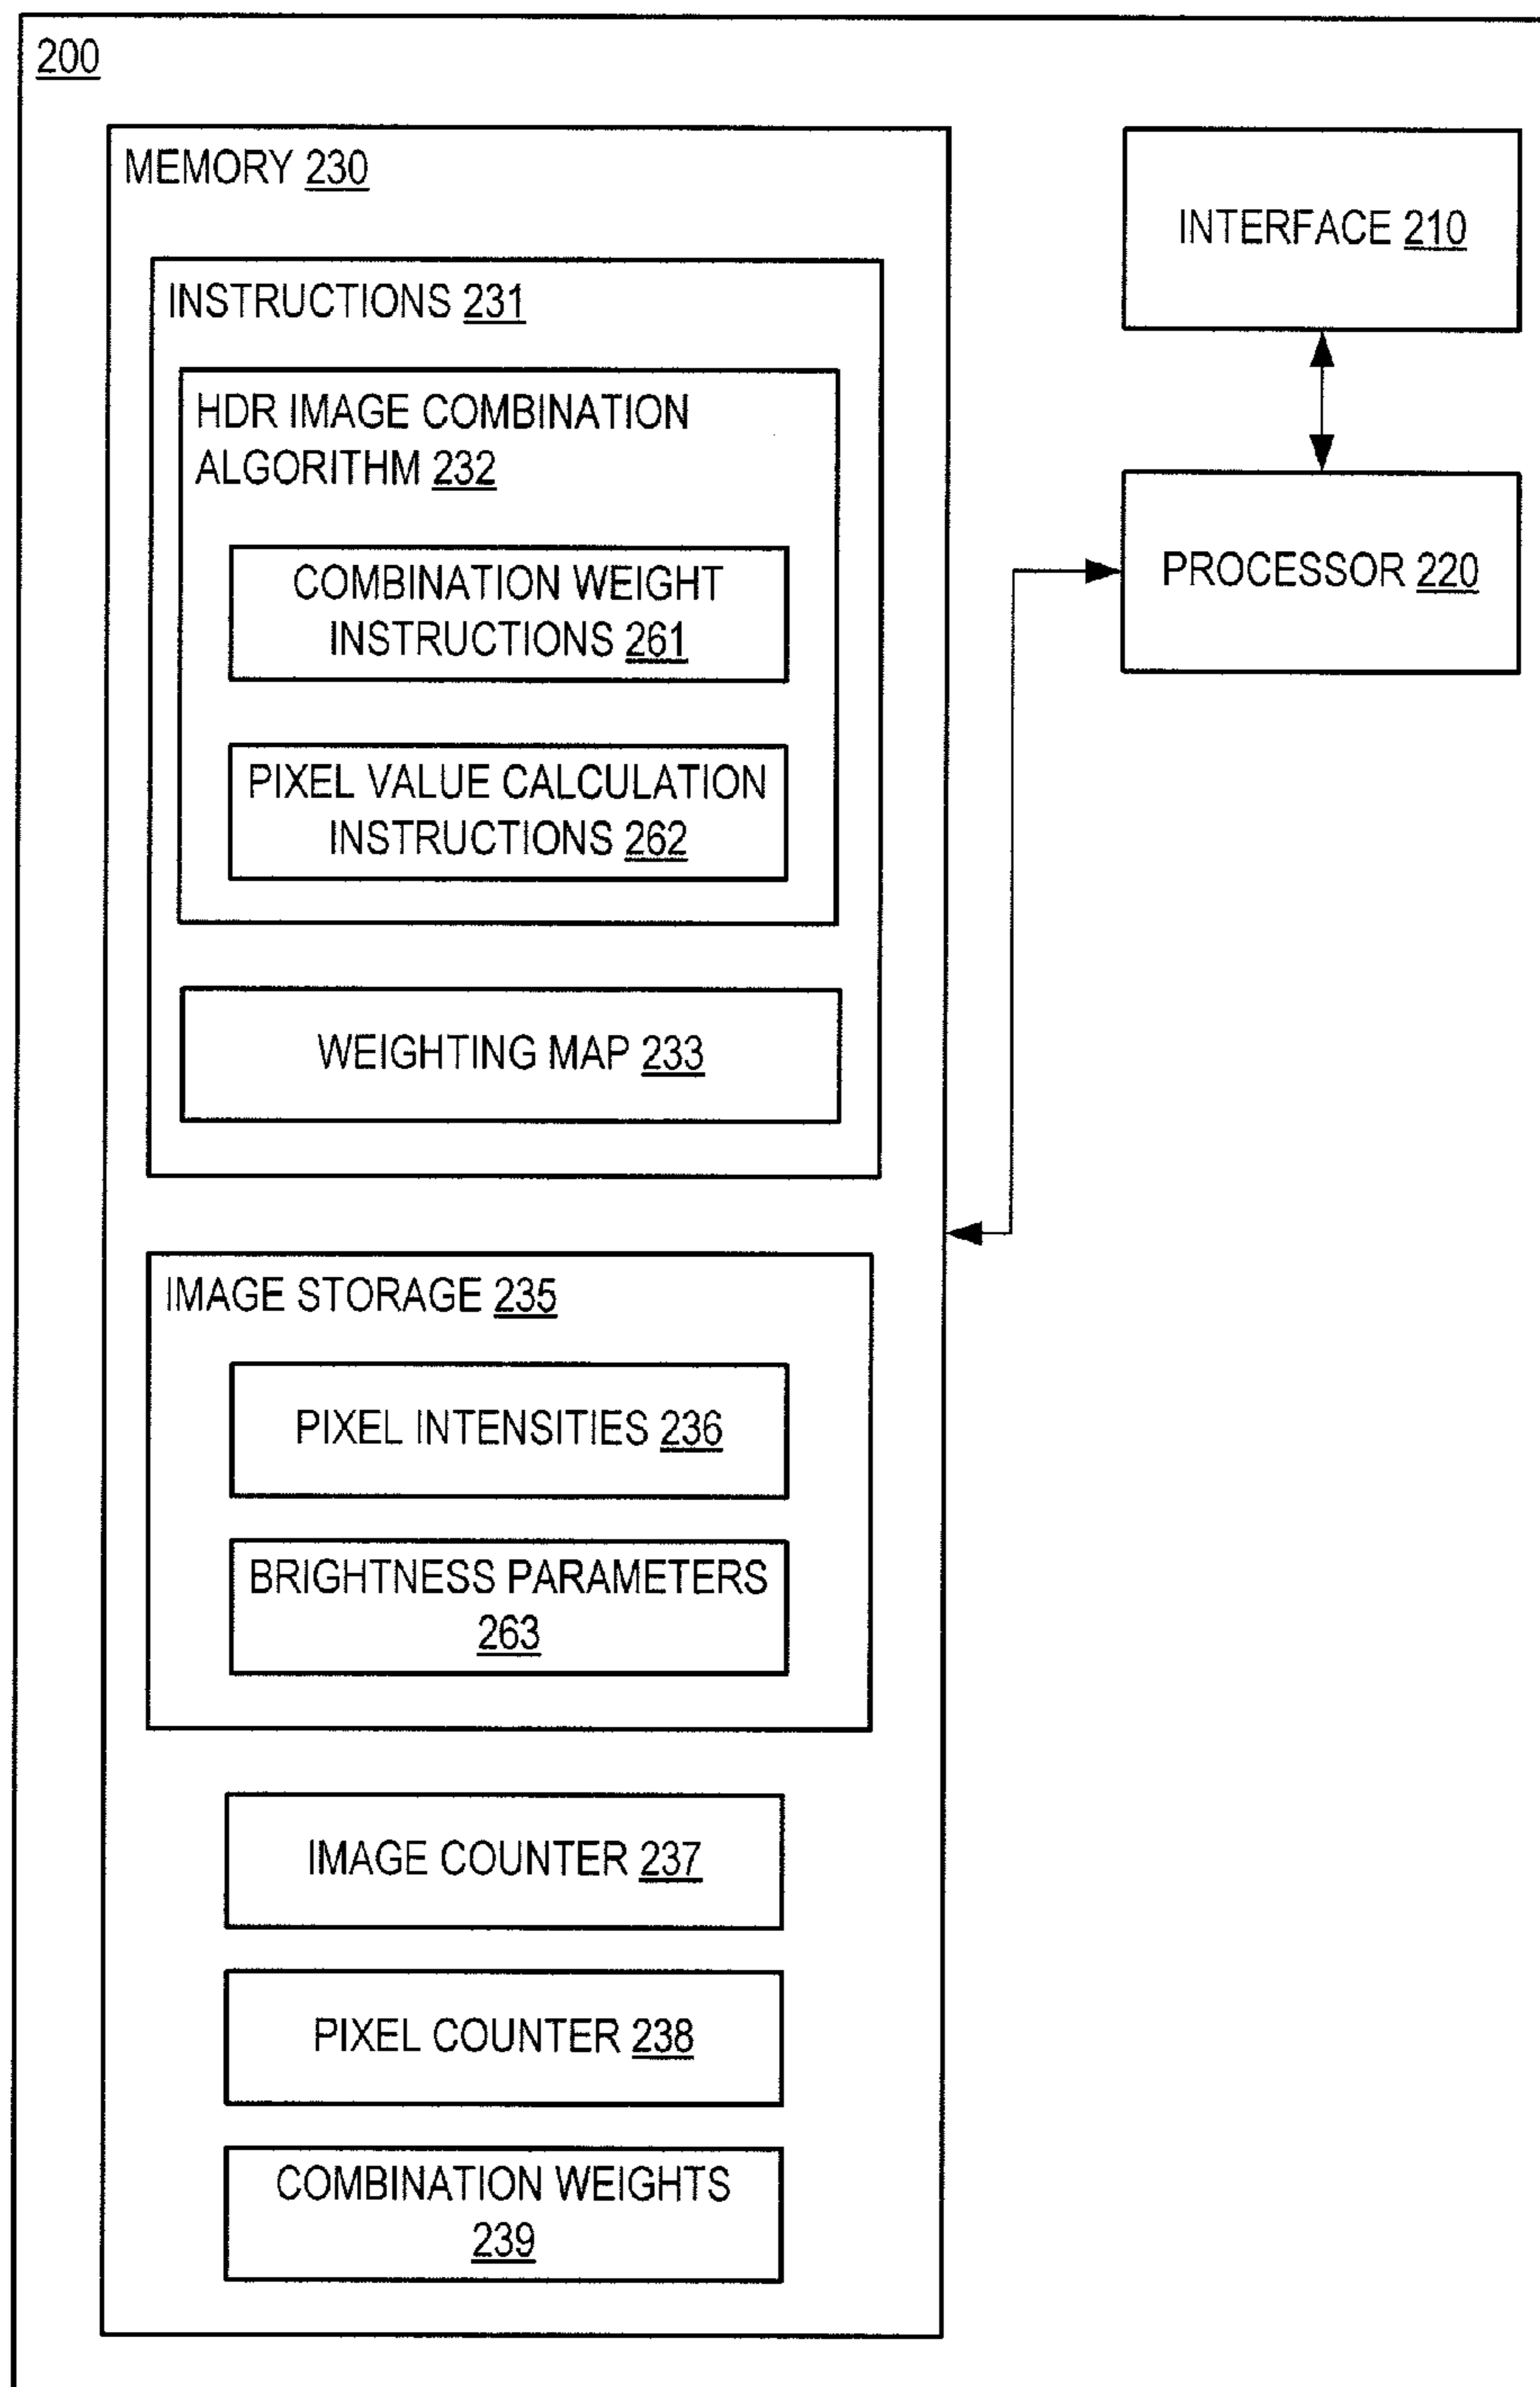 200
MEMORY 230
INSTRUCTIONS 231
HDR IMAGE COMBINATION
ALGORITHM 232
COMBINATION WEIGHT
INSTRUCTIONS 261
PIXEL VALUE CALCULATION
INSTRUCTIONS 262
WEIGHTING MAP 233
IMAGE STORAGE 235
PIXEL INTENSITIES 236
BRIGHTNESS PARAMETERS
263
IMAGE COUNTER 237
PIXEL COUNTER 238
COMBINATION WEIGHTS
239
INTERFACE 210
PROCESSOR 220